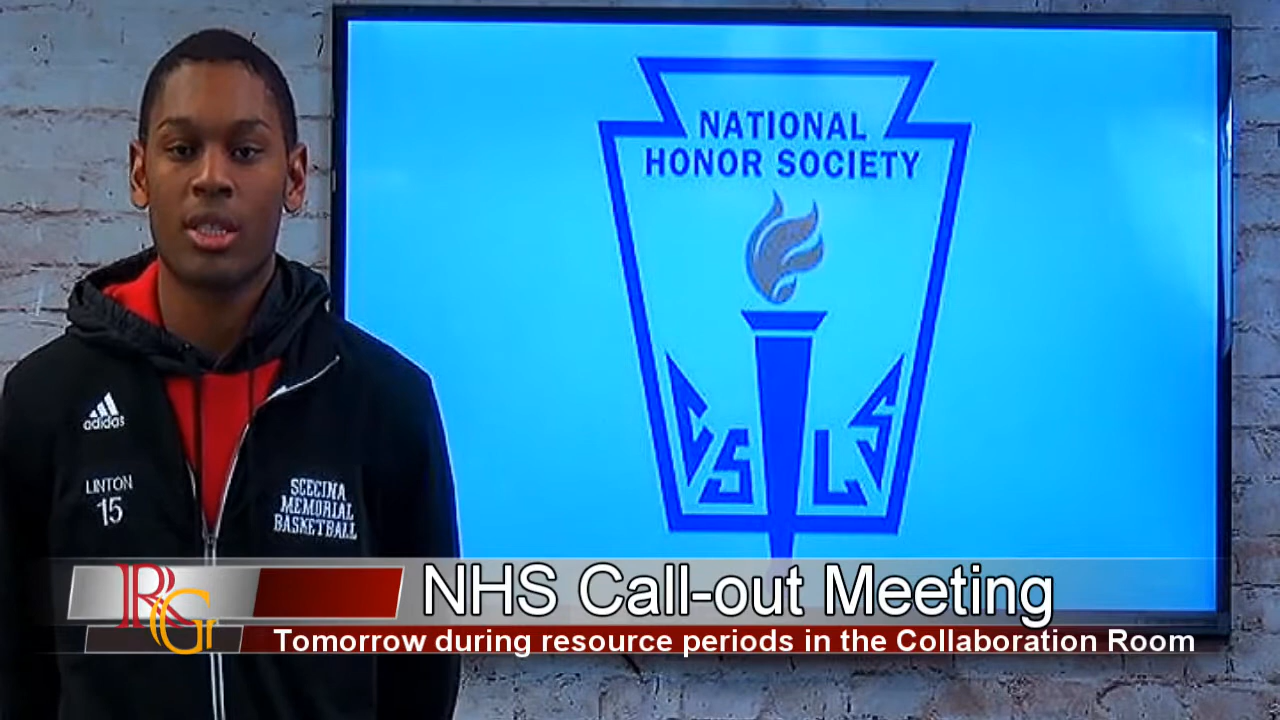 NATIONAL
HONOR SOCIETY
C S L S
adidas
LINTON
15
SCECINA
MEMORIAL
BASKETBALL
RG
NHS Call-out Meeting
Tomorrow during resource periods in the Collaboration Room